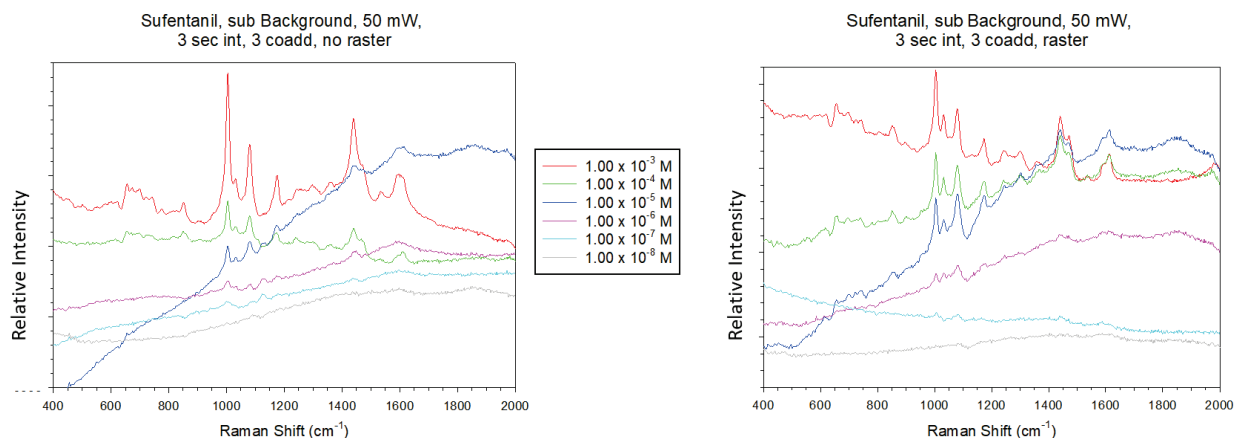 Sufentanil, sub Background, 50 mW,
3 sec int, 3 coadd, no raster
Relative Intensity
400 600 800 1000 1200 1400 1600 1800 2000
Raman Shift (cm⁻¹)
1.00 x 10⁻³ M
1.00 x 10⁻⁴ M
1.00 x 10⁻⁵ M
1.00 x 10⁻⁶ M
1.00 x 10⁻⁷ M
1.00 x 10⁻⁸ M
Sufentanil, sub Background, 50 mW,
3 sec int, 3 coadd, raster
Relative Intensity
400 600 800 1000 1200 1400 1600 1800 2000
Raman Shift (cm⁻¹)